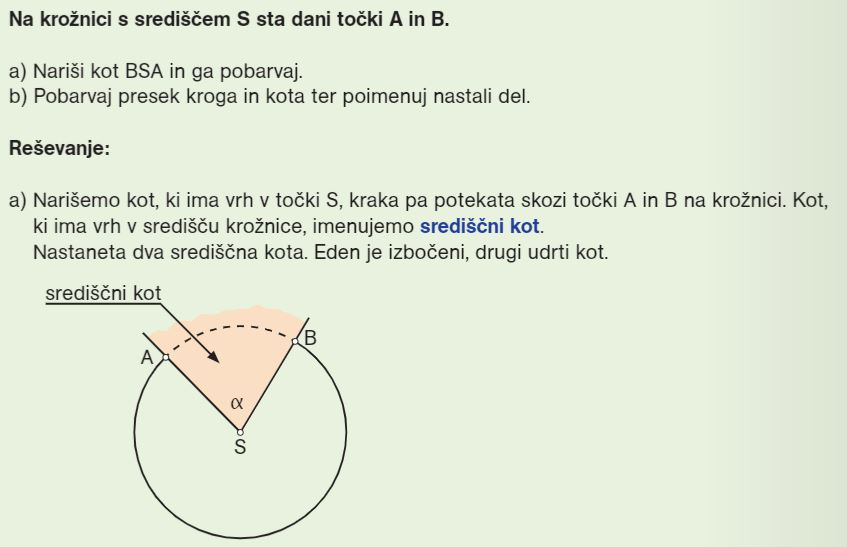 Na krožnici s središčem S sta dani točki A in B.
a) Nariši kot BSA in ga pobarvaj.
b) Pobarvaj presek kroga in kota ter poimenuj nastali del.
Reševanje:
a) Narišemo kot, ki ima vrh v točki S, kraka pa potekata skozi točki A in B na krožnici. Kot,
ki ima vrh v središču krožnice, imenujemo središčni kot.
Nastaneta dva središčna kota. Eden je izbočeni, drugi udrti kot.
središčni kot
B
A
α
S